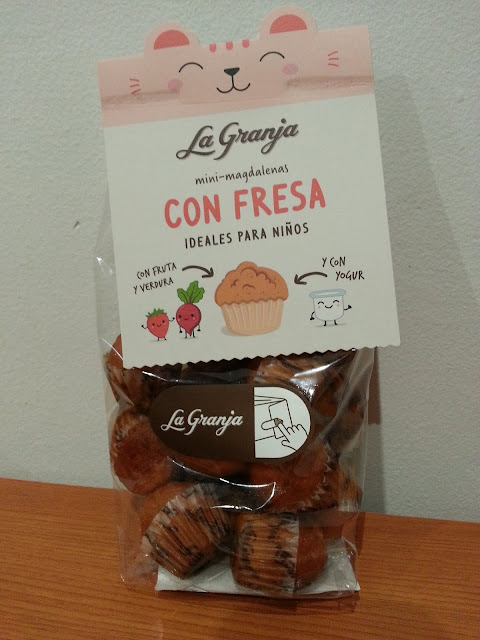 La Granja
mini-magdalenas
CON FRESA
IDEALES PARA NIÑOS
CON FRUTA
Y VERDURA
Y CON
YOGUR
La Granja